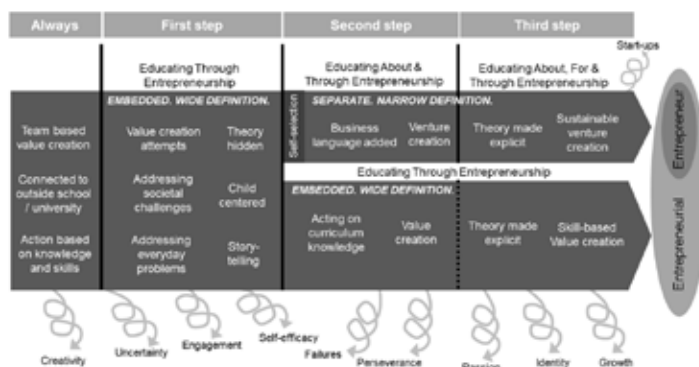 Always
First step
Second step
Third step
Start-ups
Educating Through
Entrepreneurship
Educating About &
Through Entrepreneurship
Educating About, For &
Through Entrepreneurship
EMBEDDED. WIDE DEFINITION.
SEPARATE. NARROW DEFINITION.
Self-selection
Team based
value creation
Value creation
attempts
Theory
hidden
Business
language added
Venture
creation
Theory made
explicit
Sustainable
venture
creation
Entrepreneur
Educating Through Entrepreneurship
EMBEDDED. WIDE DEFINITION
Connected to
outside school /
university
Addressing
societal
challenges
Child
centered
Acting on
curriculum
knowledge
Value
creation
Theory made
explicit
Skill-based
Value creation
Entrepreneurial
Action based
on knowledge
and skills
Addressing
everyday
problems
Story-
telling
Creativity
Uncertainty
Engagement
Self-efficacy
Failures
Perseverance
Passion
Identity
Growth